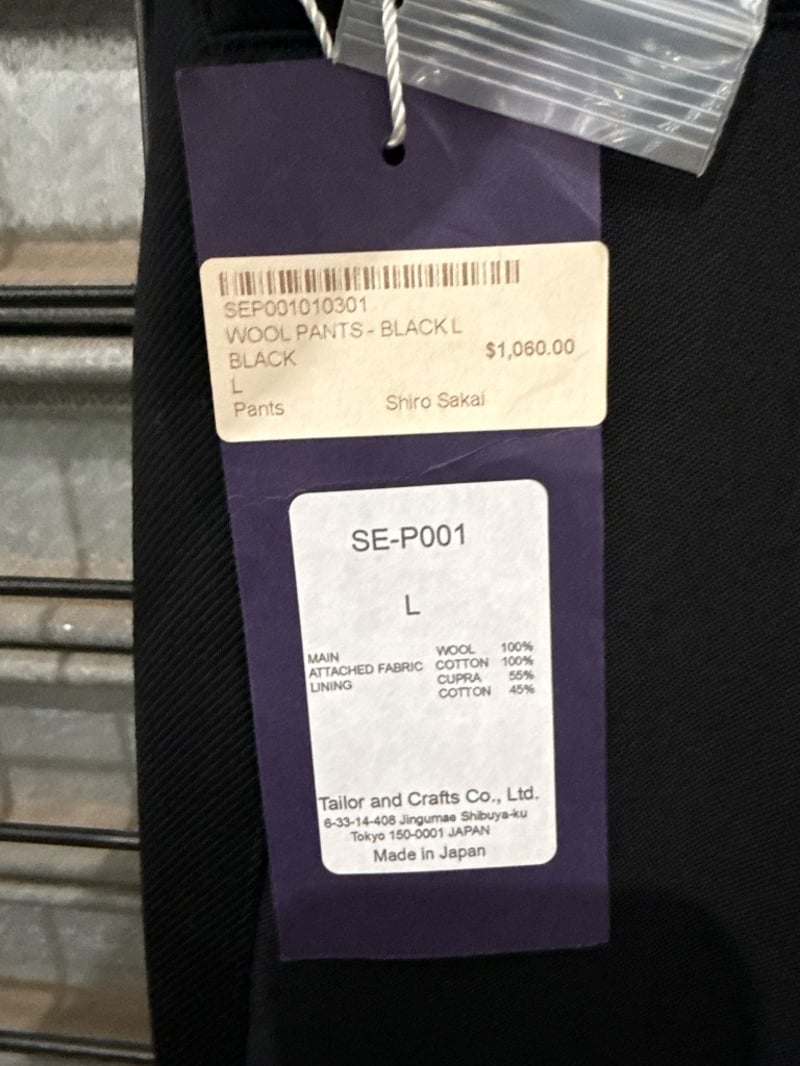 SEP001010301
WOOL PANTS - BLACK L
BLACK
$1,060.00
L
Pants Shiro Sakai
SE-P001
L
MAIN WOOL 100%
ATTACHED FABRIC COTTON 100%
LINING CUPRA 55%
COTTON 45%
Tailor and Crafts Co., Ltd.
6-33-14-408 Jingumae Shibuya-ku
Tokyo 150-0001 JAPAN
Made in Japan